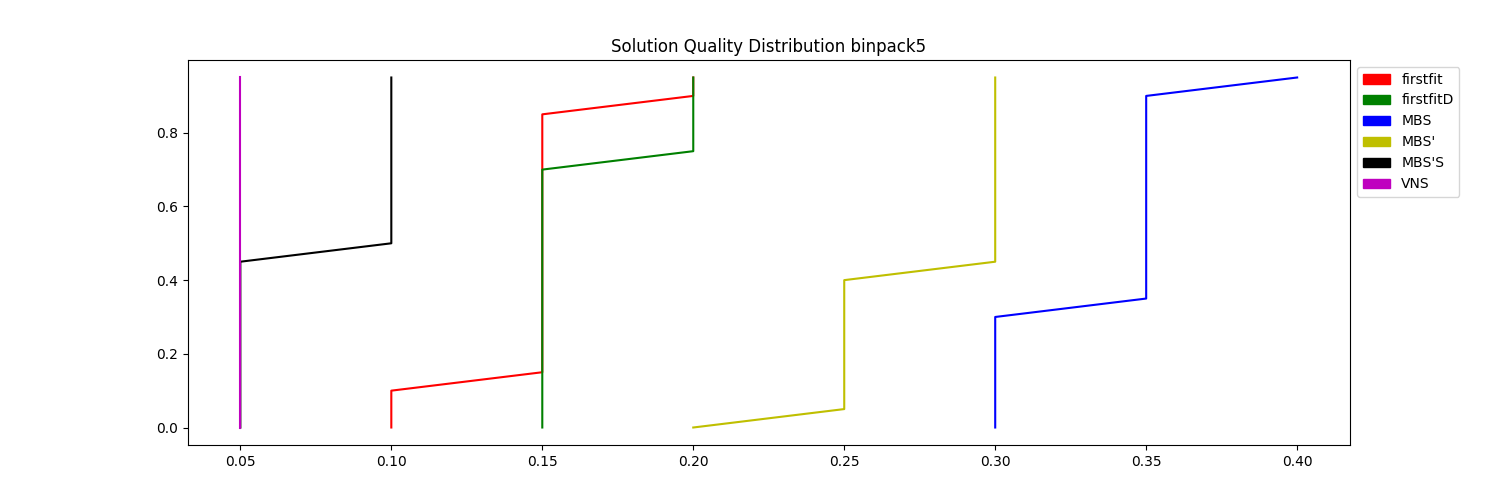 Solution Quality Distribution binpack5
firstfit
firstfitD
MBS
MBS'
MBS'S
VNS
0.8
0.6
0.4
0.2
0.0
0.05 0.10 0.15 0.20 0.25 0.30 0.35 0.40